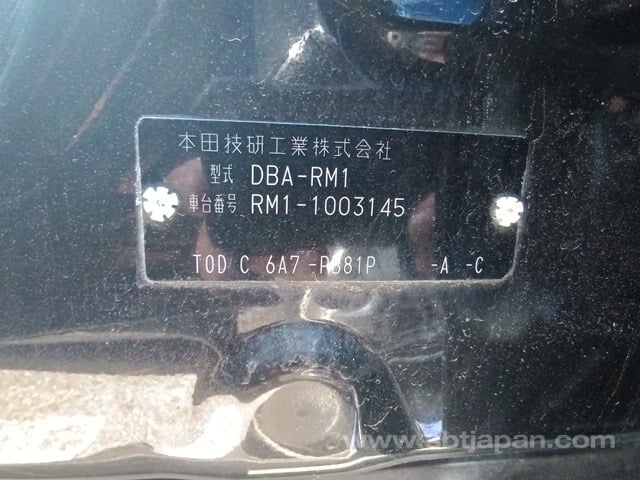 本田技研工業株式会社
型式 DBA-RM1
車台番号 RM1-1003145
TOD C 6A7 -RB81P -A -C
www.sbtjapan.com